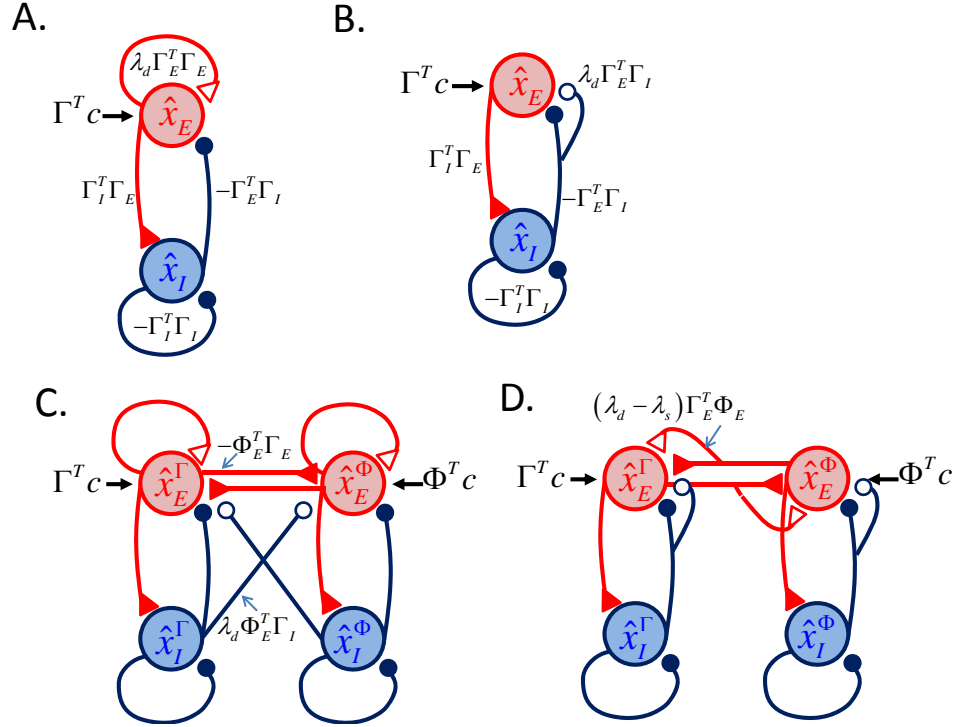 A.
λ_d Γ_E^T Γ_E
Γ^T c
x̂_E
Γ_I^T Γ_E
−Γ_E^T Γ_I
x̂_I
−Γ_I^T Γ_I
B.
Γ^T c
x̂_E
λ_d Γ_E^T Γ_I
Γ_I^T Γ_E
−Γ_E^T Γ_I
x̂_I
−Γ_I^T Γ_I
C.
−Φ_E^T Γ_E
Γ^T c
x̂_E^Γ
x̂_E^Φ
Φ^T c
λ_d Φ_E^T Γ_I
x̂_I^Γ
x̂_I^Φ
D.
(λ_d − λ_s) Γ_E^T Φ_E
Γ^T c
x̂_E^Γ
x̂_E^Φ
Φ^T c
x̂_I^Γ
x̂_I^Φ